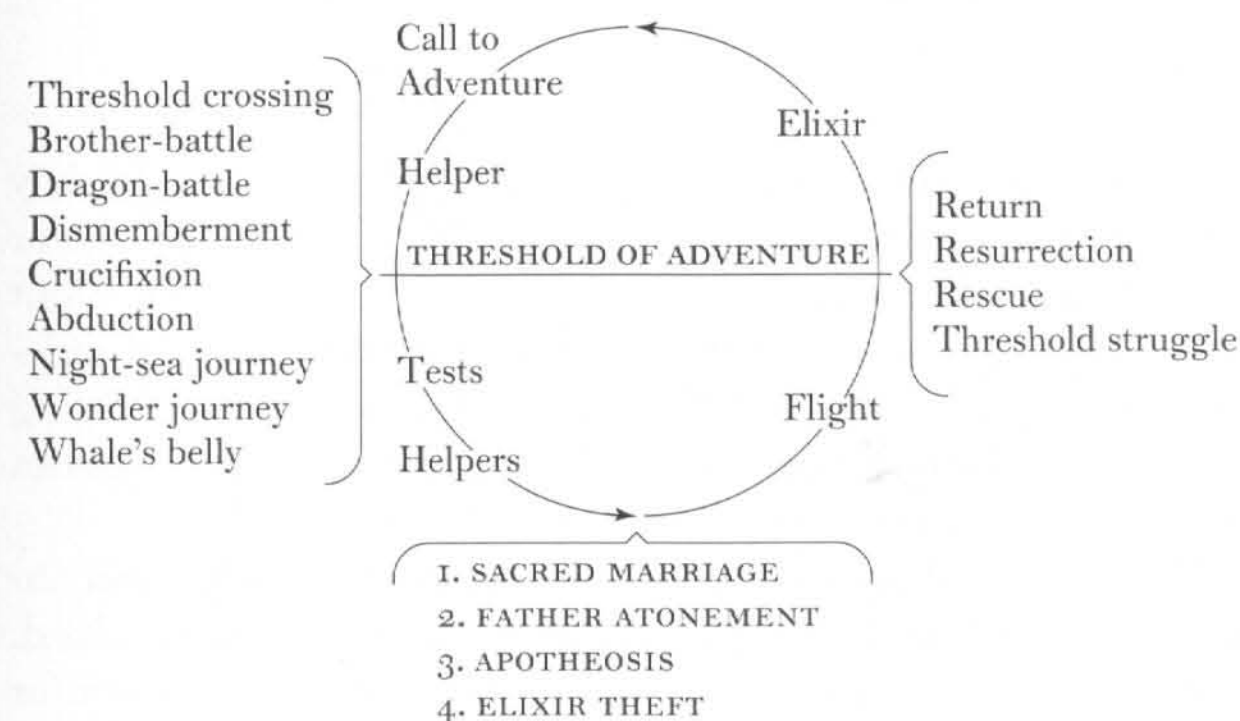 Call to
Adventure
Helper
Threshold crossing
Brother-battle
Dragon-battle
Dismemberment
Crucifixion
Abduction
Night-sea journey
Wonder journey
Whale's belly
THRESHOLD OF ADVENTURE
Tests
Helpers
1. SACRED MARRIAGE
2. FATHER ATONEMENT
3. APOTHEOSIS
4. ELIXIR THEFT
Flight
Return
Resurrection
Rescue
Threshold struggle
Elixir